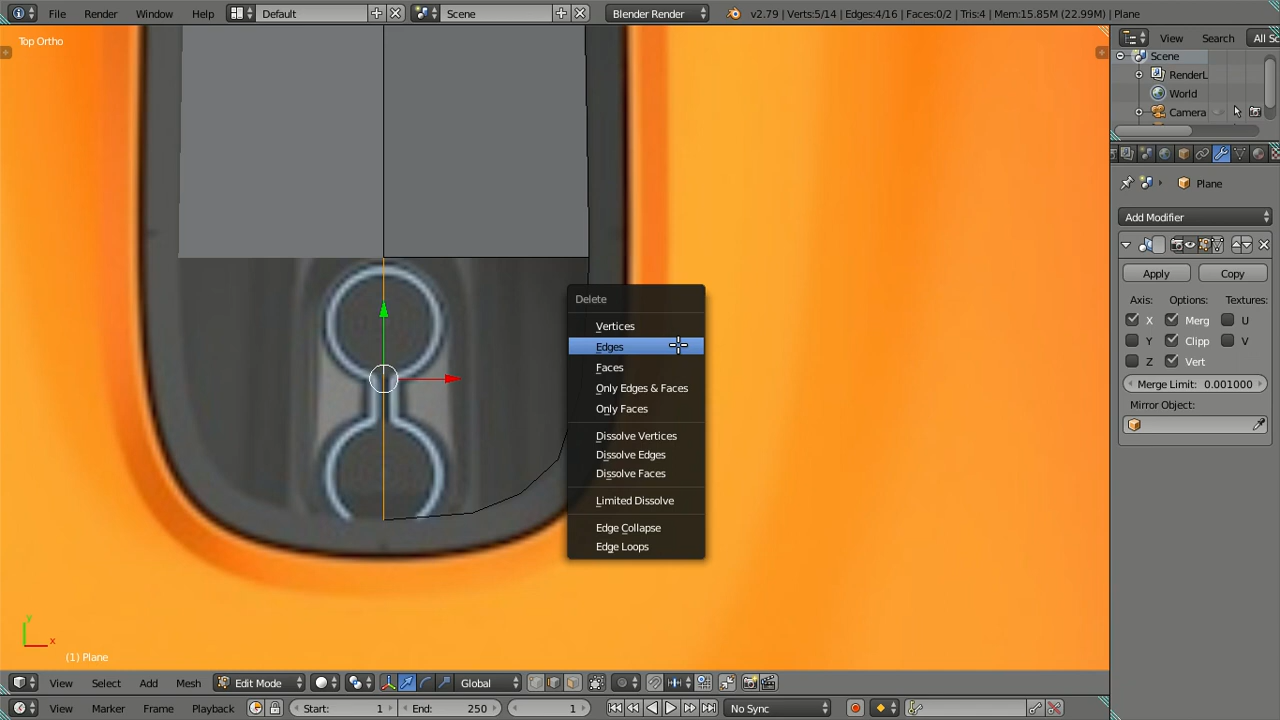 File Render Window Help Default Scene Blender Render v2.79 | Verts:5/14 | Edges:4/16 | Faces:0/2 | Tris:4 | Mem:15.85M (22.99M) | Plane
Top Ortho
View Search All Sc
Scene
RenderL
World
Camera
Plane
Add Modifier
Apply Copy
Axis: Options: Textures:
X Merg U
Y Clipp V
Z Vert
Merge Limit: 0.001000
Mirror Object:
Delete
Vertices
Edges
Faces
Only Edges & Faces
Only Faces
Dissolve Vertices
Dissolve Edges
Dissolve Faces
Limited Dissolve
Edge Collapse
Edge Loops
y
x
(1) Plane
View Select Add Mesh Edit Mode Global
View Marker Frame Playback Start: 1 End: 250 1 No Sync